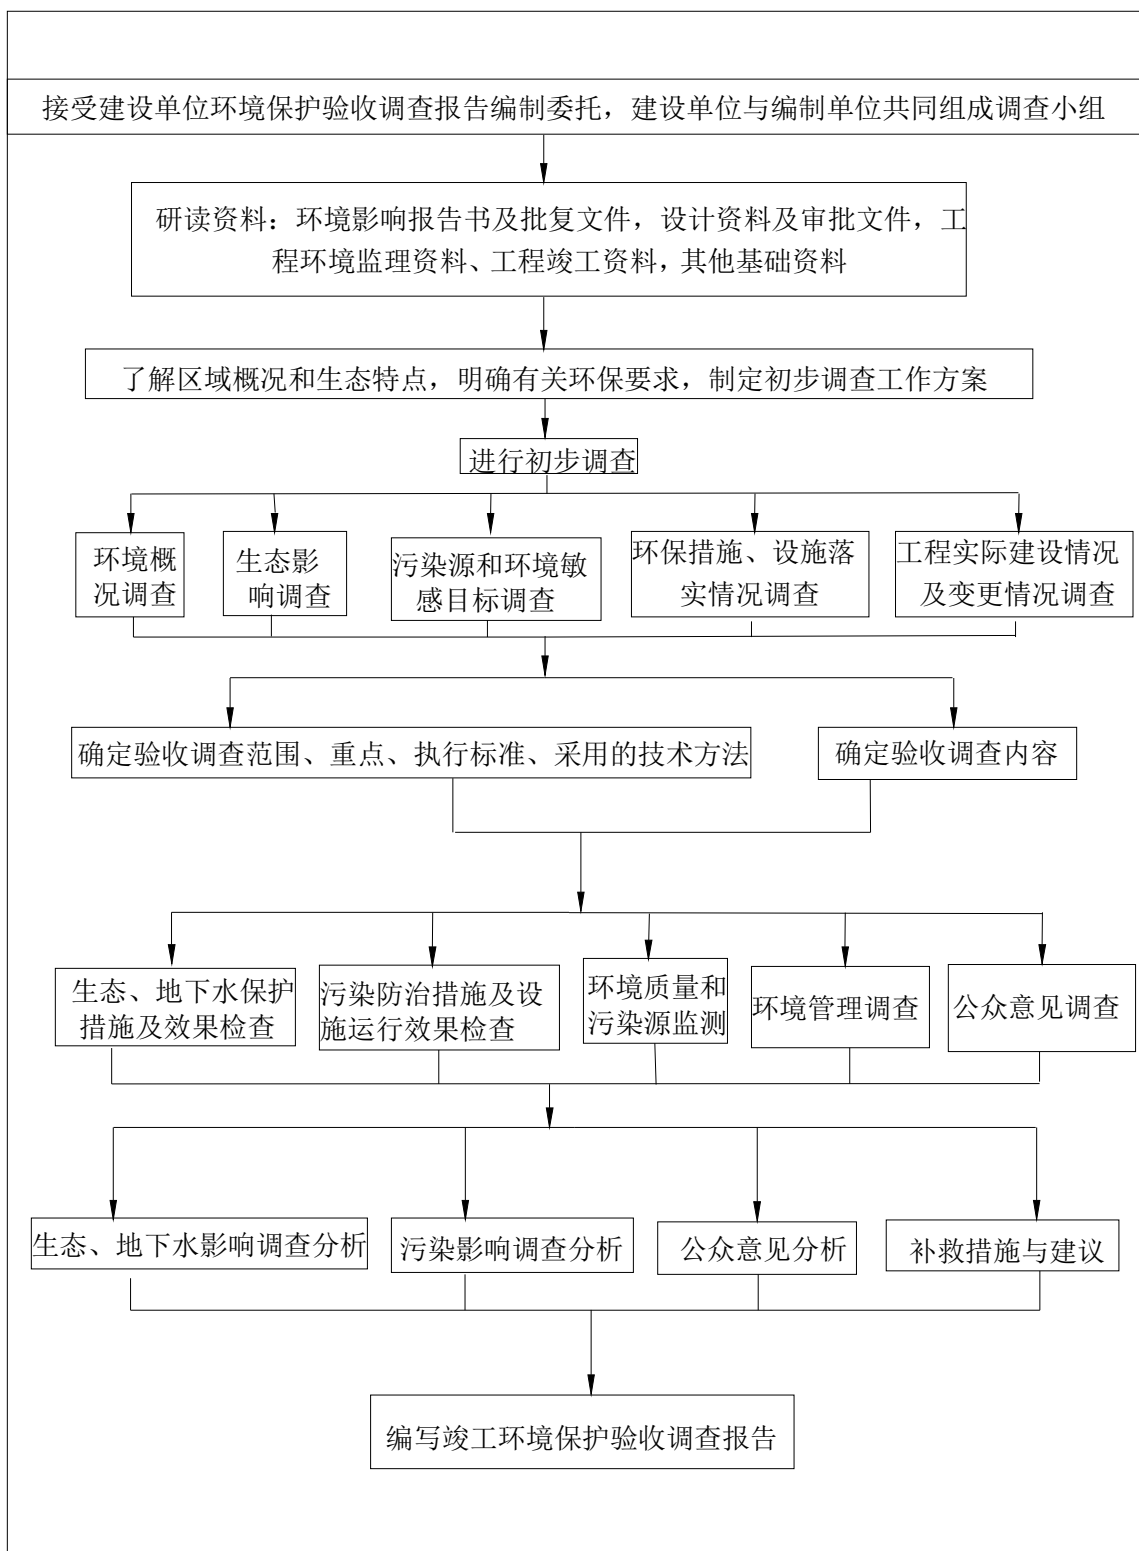 接受建设单位环境保护验收调查报告编制委托，建设单位与编制单位共同组成调查小组
研读资料：环境影响报告书及批复文件，设计资料及审批文件，工
程环境监理资料、工程竣工资料，其他基础资料
了解区域概况和生态特点，明确有关环保要求，制定初步调查工作方案
进行初步调查
环境概
况调查
生态影
响调查
污染源和环境敏
感目标调查
环保措施、设施落
实情况调查
工程实际建设情况
及变更情况调查
确定验收调查范围、重点、执行标准、采用的技术方法
确定验收调查内容
生态、地下水保护
措施及效果检查
污染防治措施及设
施运行效果检查
环境质量和
污染源监测
环境管理调查
公众意见调查
生态、地下水影响调查分析
污染影响调查分析
公众意见分析
补救措施与建议
编写竣工环境保护验收调查报告